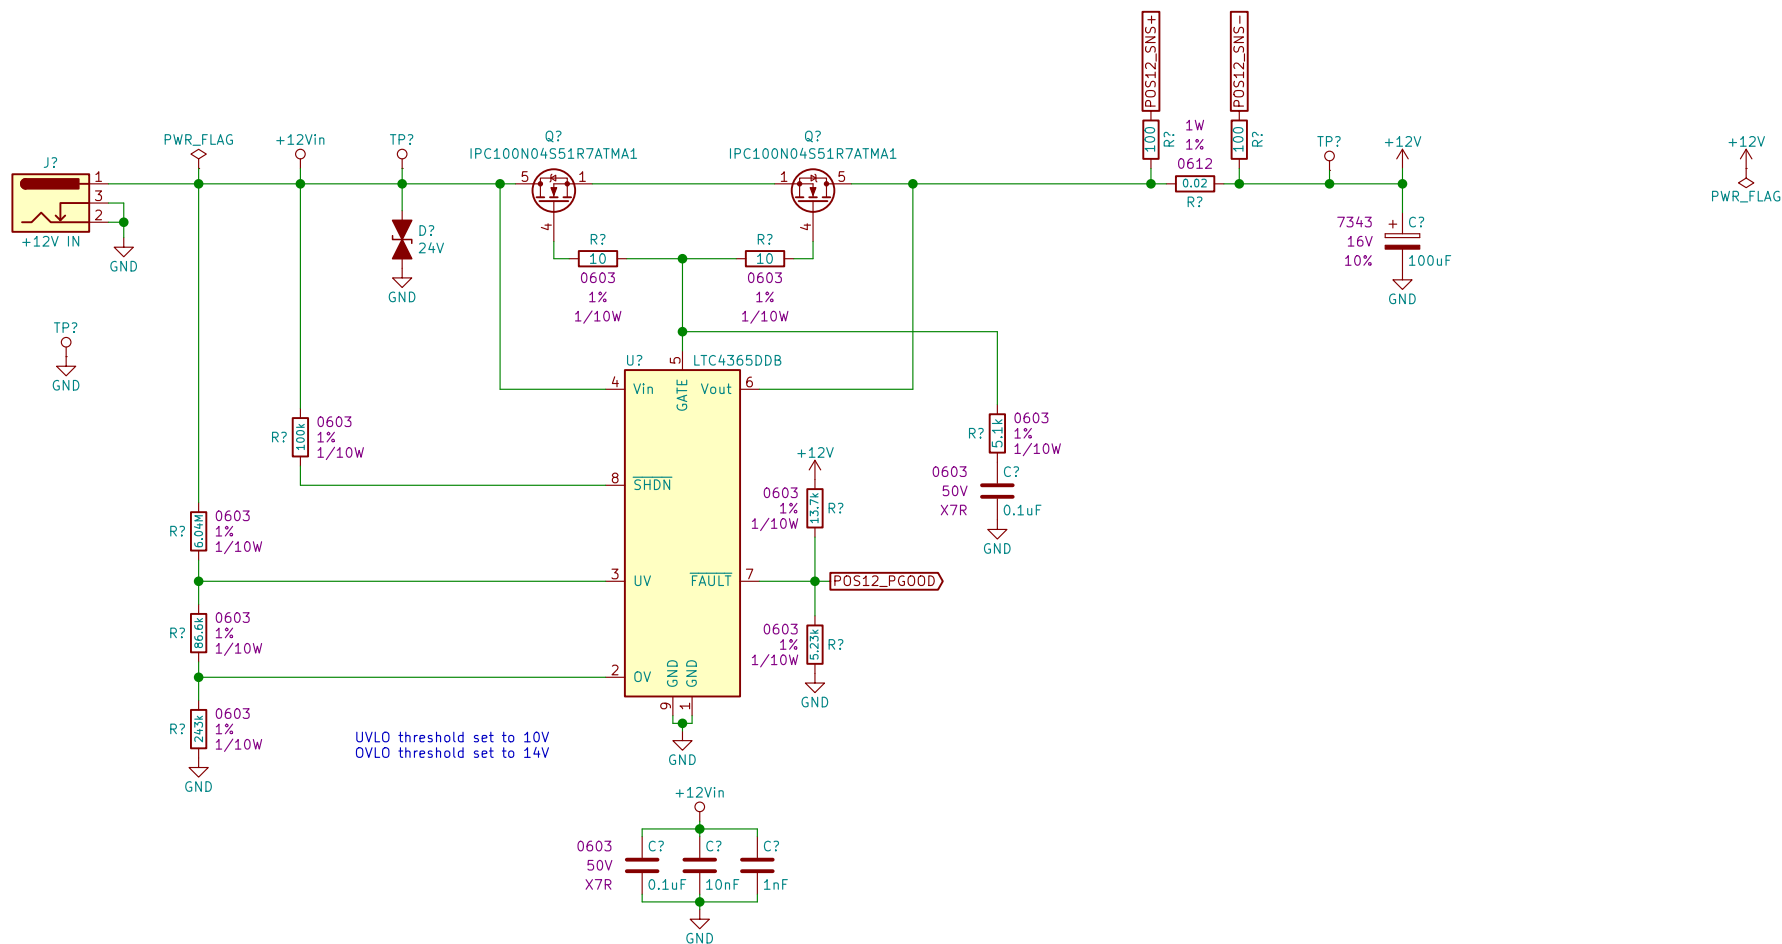 POS12_SNS+
POS12_SNS-
100
R?
1W
1%
0612
0.02
R?
100
R?
J?
1
3
2
+12V IN
GND
PWR_FLAG
+12Vin
TP?
D?
24V
GND
Q?
IPC100N04S51R7ATMA1
5
1
4
Q?
IPC100N04S51R7ATMA1
1
5
4
R?
10
0603
1%
1/10W
R?
10
0603
1%
1/10W
TP?
+12V
7343
16V
10%
+
C?
100uF
GND
+12V
PWR_FLAG
TP?
GND
U?
LTC4365DDB
5
4
Vin
GATE
Vout
6
8
SHDN
3
UV
FAULT
7
2
OV
GND
GND
9
1
GND
R?
100k
0603
1%
1/10W
R?
6.04M
0603
1%
1/10W
R?
86.6k
0603
1%
1/10W
R?
243k
0603
1%
1/10W
GND
+12V
0603
1%
1/10W
13.7k
R?
POS12_PGOOD
0603
1%
1/10W
5.23k
R?
GND
R?
5.1k
0603
1%
1/10W
0603
50V
X7R
C?
0.1uF
GND
UVLO threshold set to 10V
OVLO threshold set to 14V
+12Vin
0603
50V
X7R
C?
0.1uF
C?
10nF
C?
1nF
GND